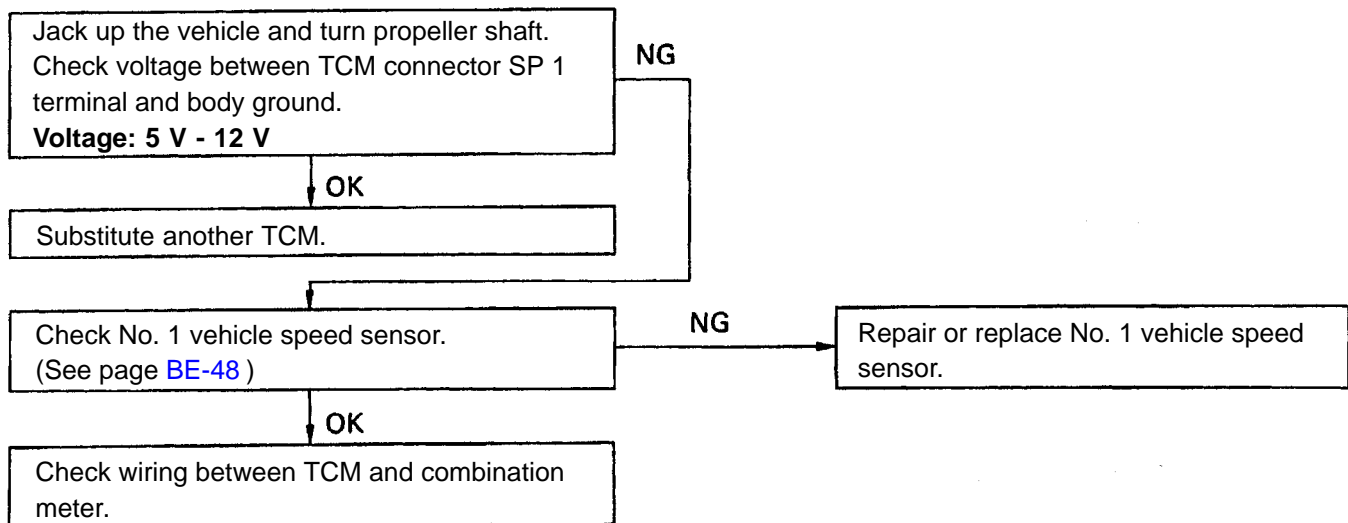 Jack up the vehicle and turn propeller shaft.
Check voltage between TCM connector SP 1
terminal and body ground.
Voltage: 5 V - 12 V
NG
OK
Substitute another TCM.
Check No. 1 vehicle speed sensor.
(See page BE-48 )
NG
Repair or replace No. 1 vehicle speed
sensor.
OK
Check wiring between TCM and combination
meter.